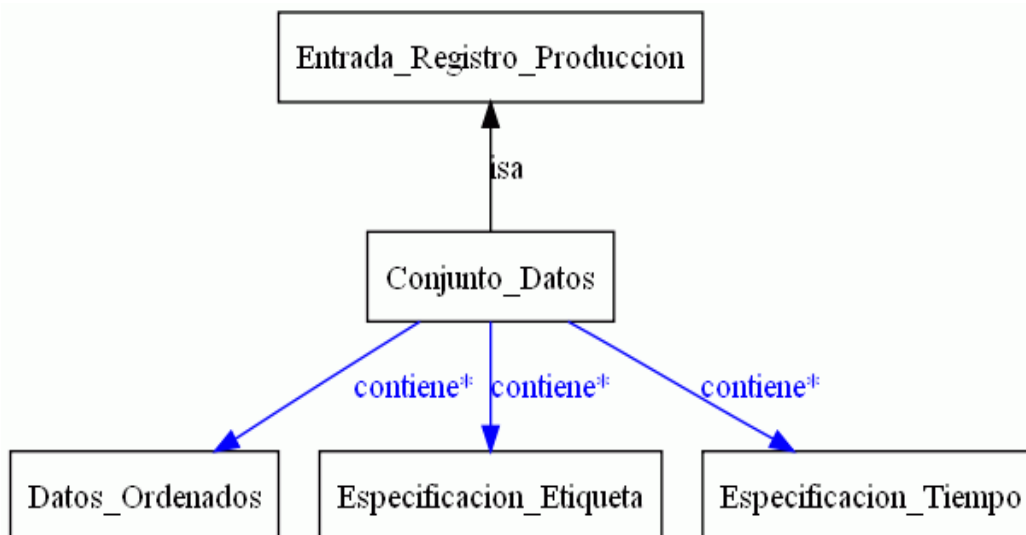 Entrada_Registro_Produccion
isa
Conjunto_Datos
contiene* contiene* contiene*
Datos_Ordenados Especificacion_Etiqueta Especificacion_Tiempo